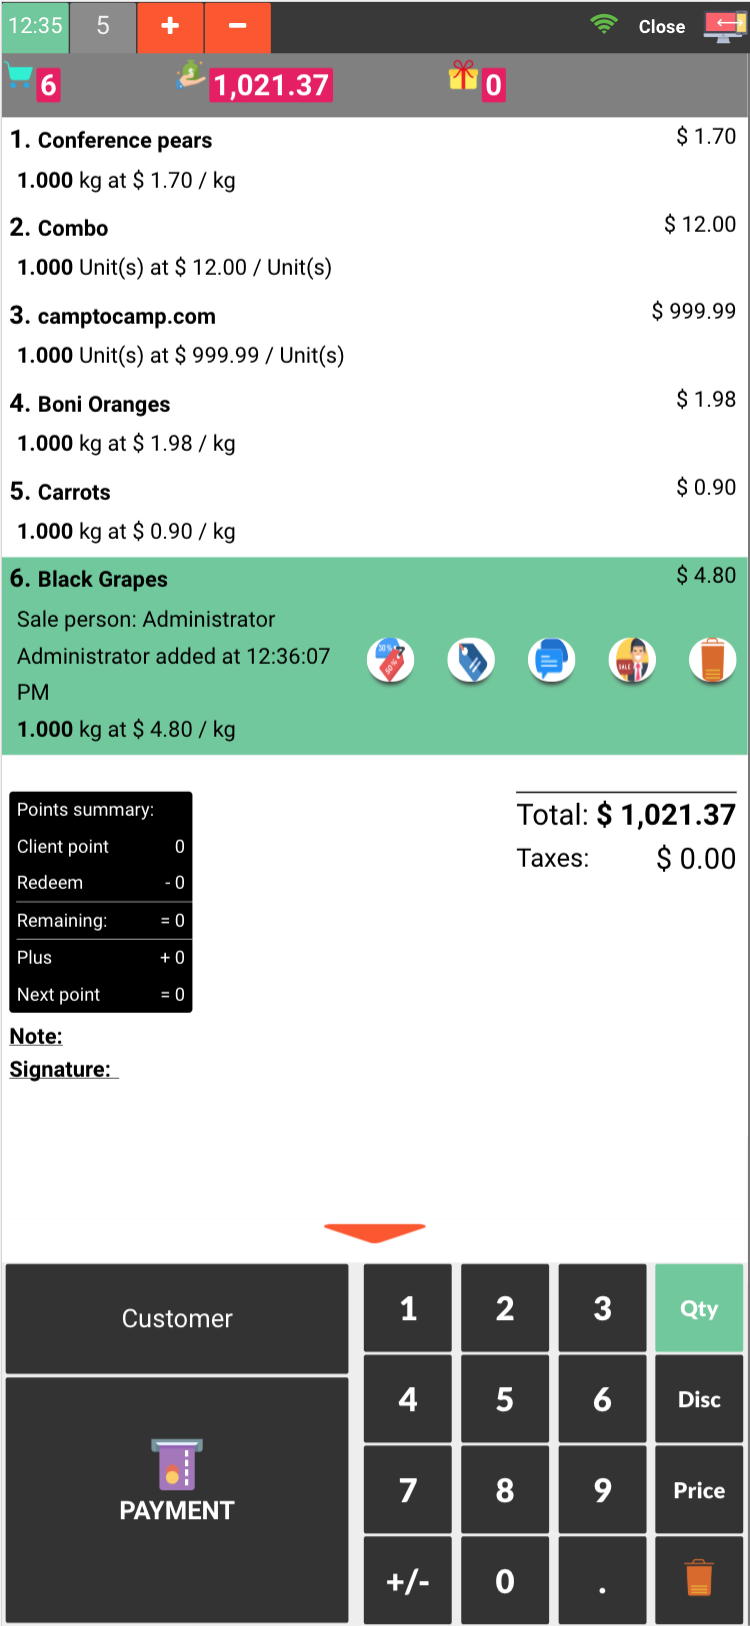 12:35 5 + − Close
6 1,021.37 0
1. Conference pears $ 1.70
1.000 kg at $ 1.70 / kg
2. Combo $ 12.00
1.000 Unit(s) at $ 12.00 / Unit(s)
3. camptocamp.com $ 999.99
1.000 Unit(s) at $ 999.99 / Unit(s)
4. Boni Oranges $ 1.98
1.000 kg at $ 1.98 / kg
5. Carrots $ 0.90
1.000 kg at $ 0.90 / kg
6. Black Grapes $ 4.80
Sale person: Administrator
Administrator added at 12:36:07
PM
1.000 kg at $ 4.80 / kg
30%
50%
SALE
Total: $ 1,021.37
Taxes: $ 0.00
Points summary:
Client point 0
Redeem - 0
Remaining: = 0
Plus + 0
Next point = 0
Note:
Signature:
Customer
PAYMENT
1 2 3 Qty
4 5 6 Disc
7 8 9 Price
+/- 0 .